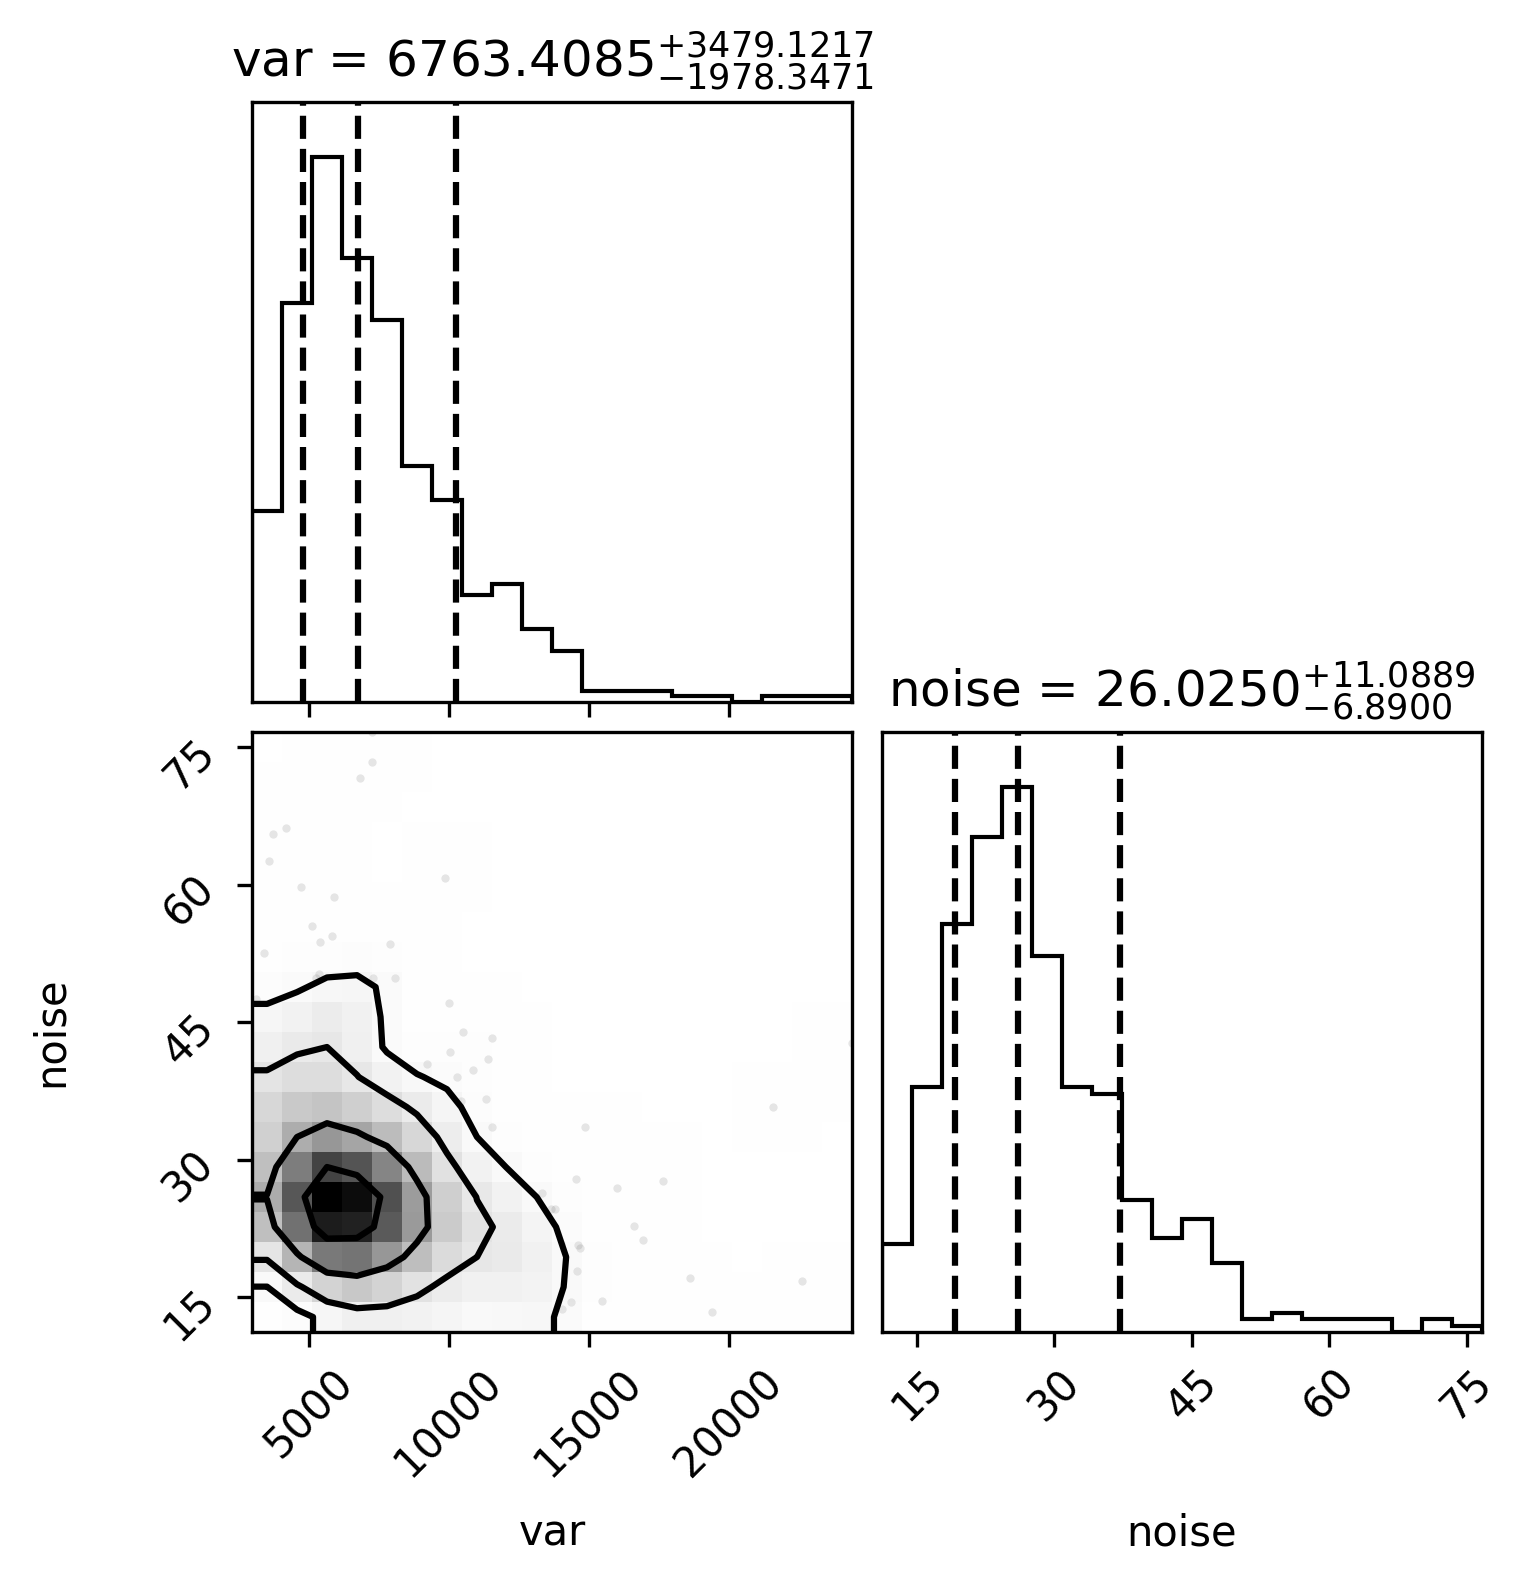 var = 6763.4085 +3479.1217 −1978.3471
noise = 26.0250 +11.0889 −6.8900
75
60
45
30
15
noise
5000 10000 15000 20000
15 30 45 60 75
var
noise